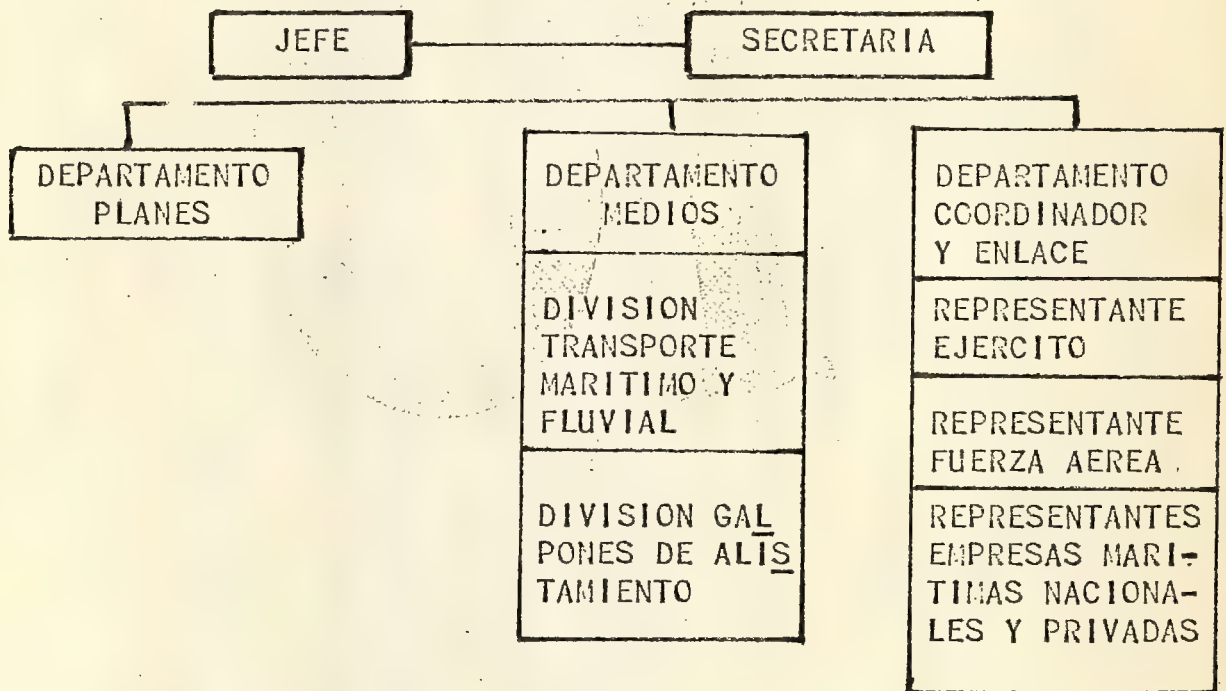 JEFE
SECRETARIA
DEPARTAMENTO
PLANES
DEPARTAMENTO
MEDIOS
DIVISION
TRANSPORTE
MARITIMO Y
FLUVIAL
DIVISION GAL
PONES DE ALIS
TAMIENTO
DEPARTAMENTO
COORDINADOR
Y ENLACE
REPRESENTANTE
EJERCITO
REPRESENTANTE
FUERZA AEREA.
REPRESENTANTES
EMPRESAS MARI-
TIMAS NACIONA-
LES Y PRIVADAS